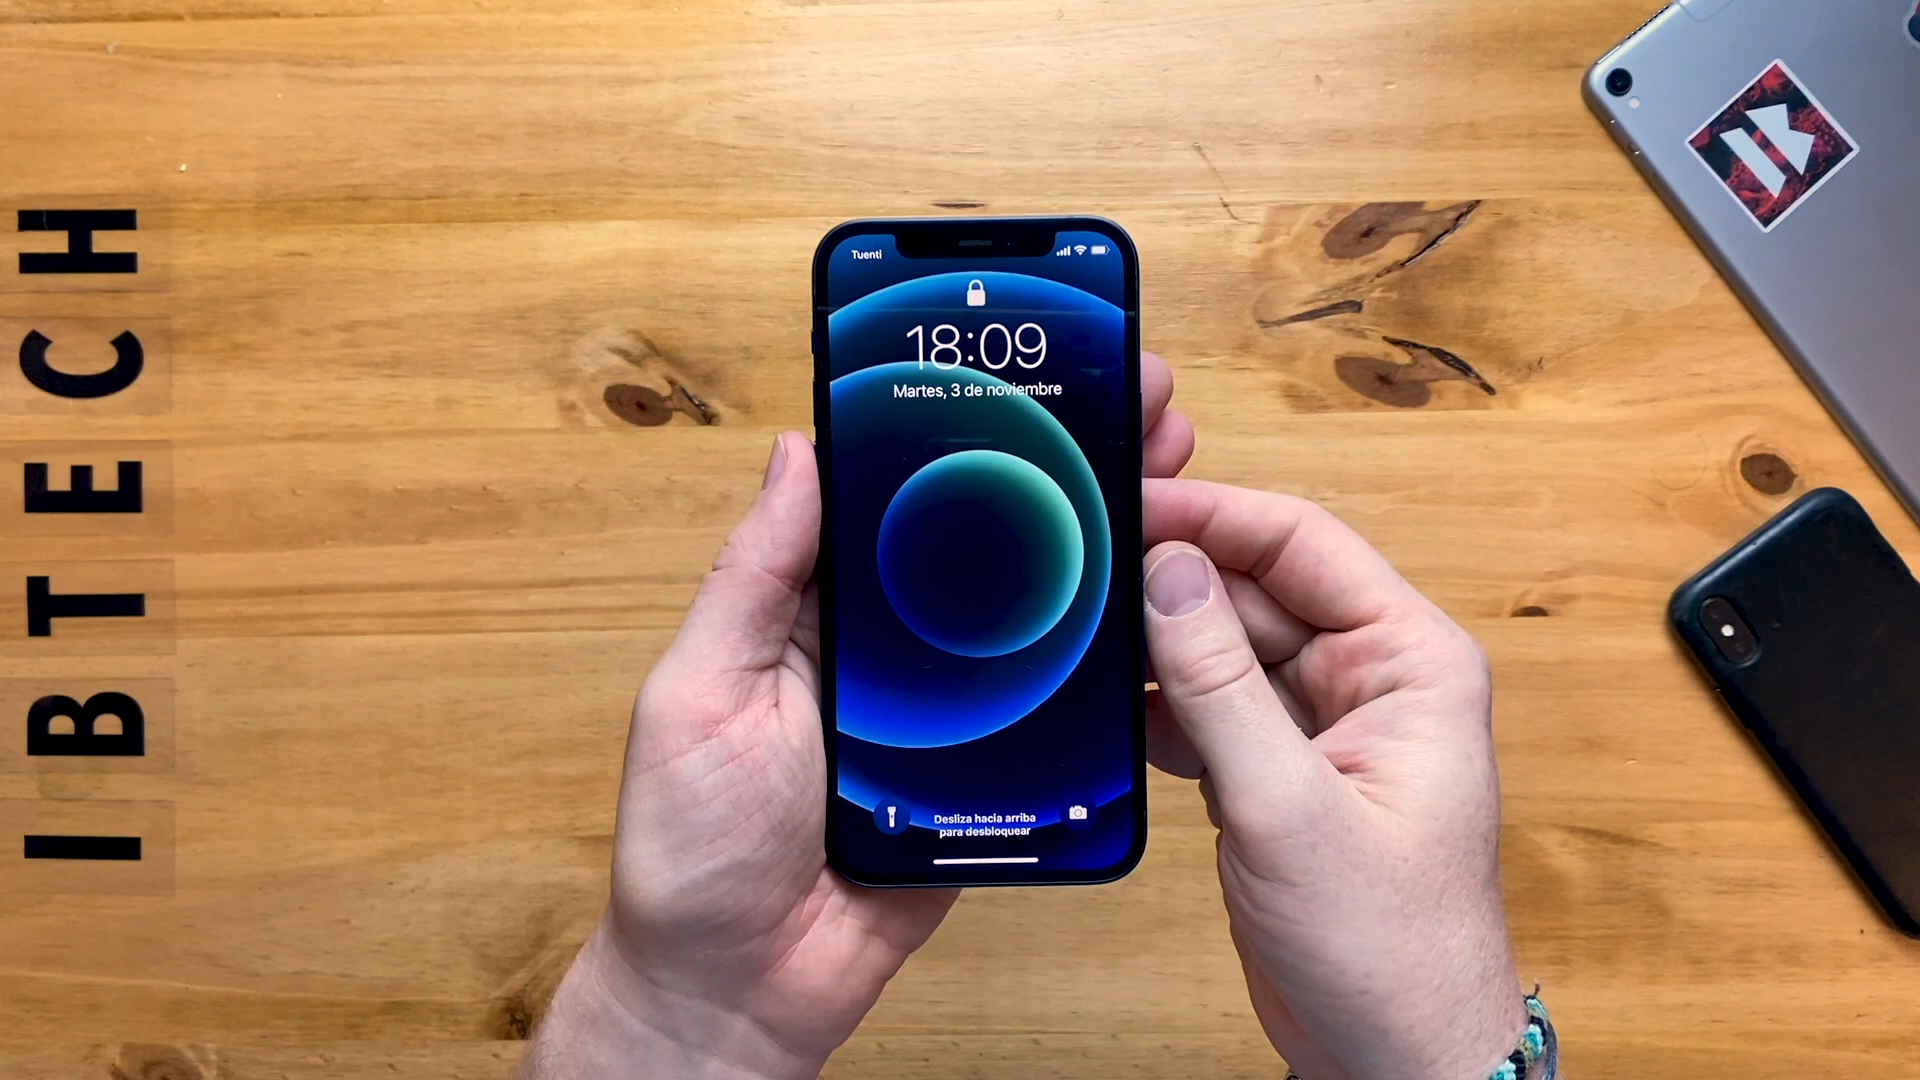 IBTECH
Tuenti
18:09
Martes, 3 de noviembre
Desliza hacia arriba
para desbloquear